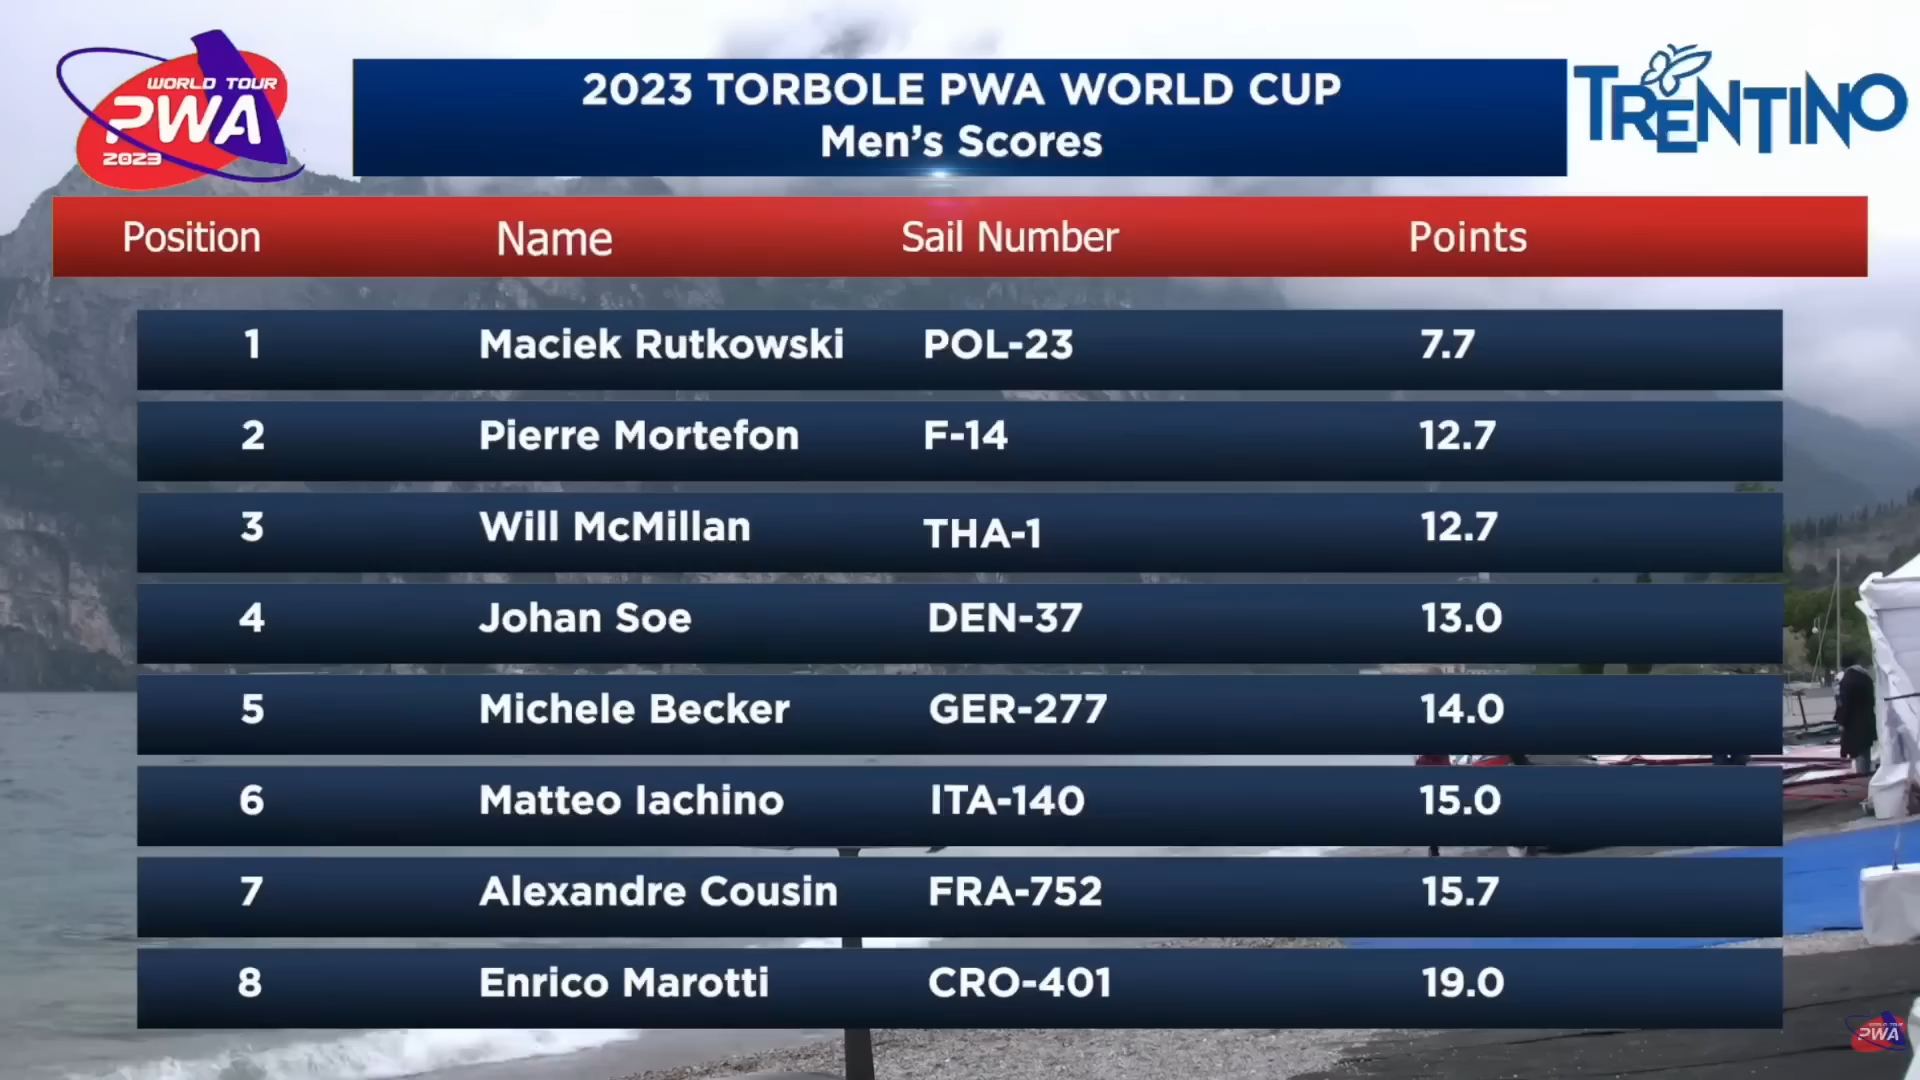 WORLD TOUR
PWA
2023
2023 TORBOLE PWA WORLD CUP
Men's Scores
TRENTINO
Position Name Sail Number Points
1 Maciek Rutkowski POL-23 7.7
2 Pierre Mortefon F-14 12.7
3 Will McMillan THA-1 12.7
4 Johan Soe DEN-37 13.0
5 Michele Becker GER-277 14.0
6 Matteo Iachino ITA-140 15.0
7 Alexandre Cousin FRA-752 15.7
8 Enrico Marotti CRO-401 19.0
WORLD TOUR
PWA